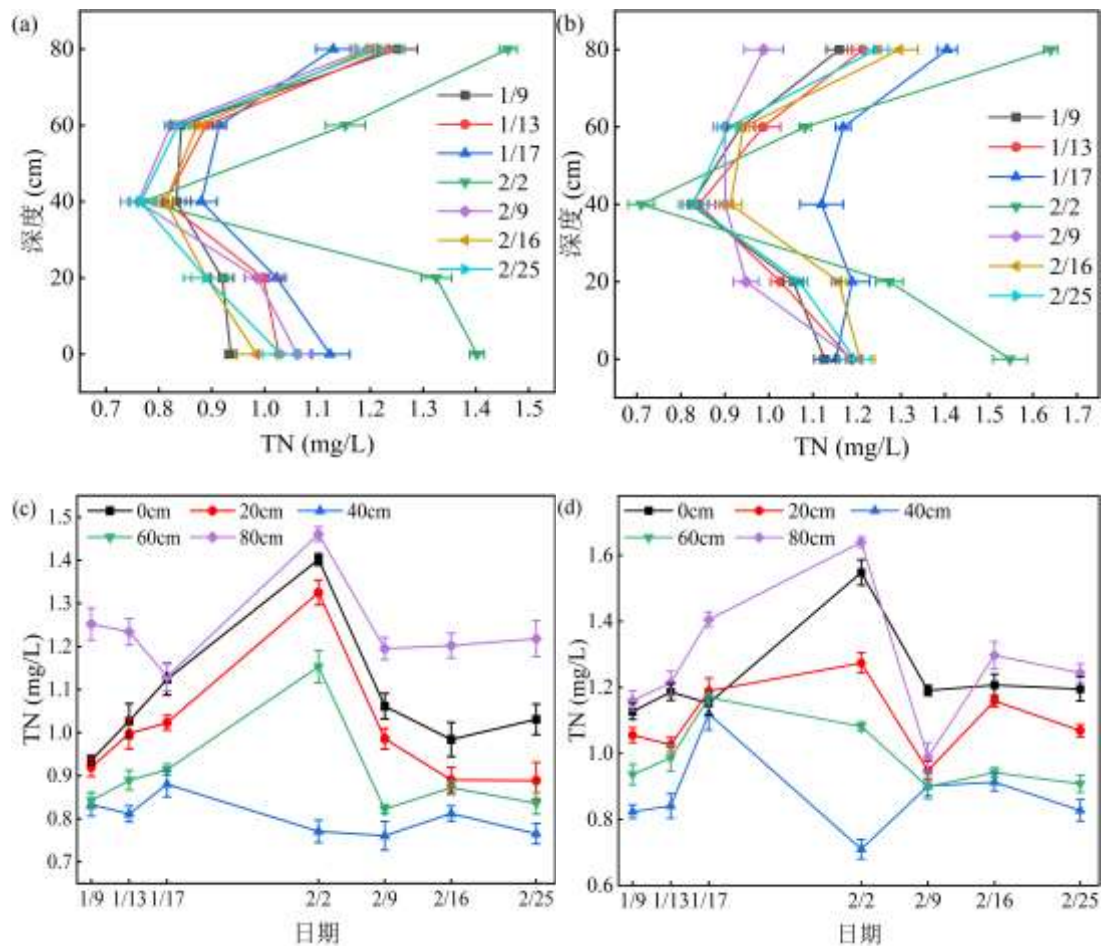 (a)
80
60
40
20
0
深度 (cm)
1/9
1/13
1/17
2/2
2/9
2/16
2/25
0.7 0.8 0.9 1.0 1.1 1.2 1.3 1.4 1.5
TN (mg/L)
(b)
80
60
40
20
0
深度 (cm)
1/9
1/13
1/17
2/2
2/9
2/16
2/25
0.7 0.8 0.9 1.0 1.1 1.2 1.3 1.4 1.5 1.6 1.7
TN (mg/L)
(c)
0cm 20cm 40cm
60cm 80cm
1.5
1.4
1.3
1.2
1.1
1.0
0.9
0.8
0.7
TN (mg/L)
1/9 1/13 1/17 2/2 2/9 2/16 2/25
日期
(d)
0cm 20cm 40cm
60cm 80cm
1.6
1.4
1.2
1.0
0.8
0.6
TN (mg/L)
1/9 1/13 1/17 2/2 2/9 2/16 2/25
日期